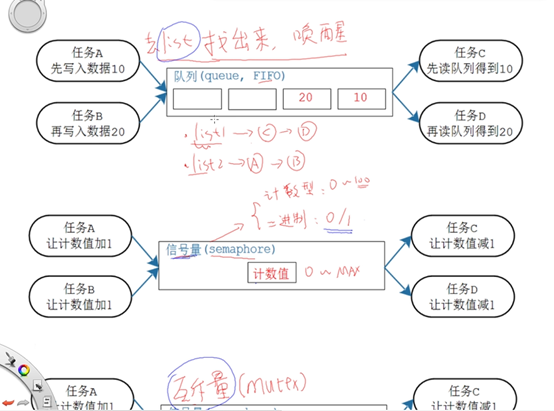 去list 找出来，唤醒
任务A
先写入数据10
队列(queue, FIFO)
任务C
先读队列得到10
20
10
任务B
再写入数据20
任务D
再读队列得到20
·list1→C→D
·list2→A→B
计数型：0~100
二进制：0/1
任务A
让计数值加1
信号量(semaphore)
任务C
让计数值减1
计数值
0~MAX
任务B
让计数值加1
任务D
让计数值减1
互斥量(mutex)
任务A
让计数值加1
任务C
让计数值减1